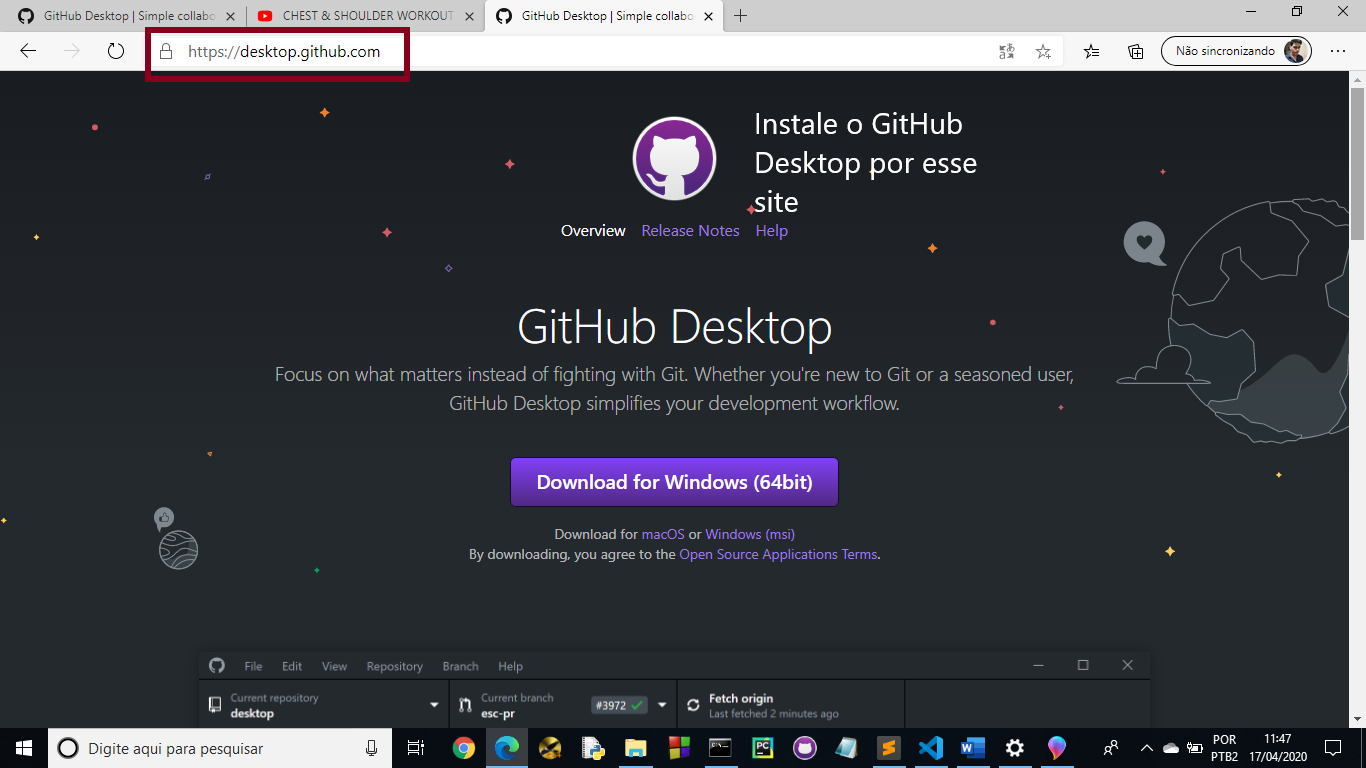 GitHub Desktop | Simple collabo
CHEST & SHOULDER WORKOUT
GitHub Desktop | Simple collabo
https://desktop.github.com
Não sincronizando
Instale o GitHub
Desktop por esse
site
Overview Release Notes Help
GitHub Desktop
Focus on what matters instead of fighting with Git. Whether you're new to Git or a seasoned user,
GitHub Desktop simplifies your development workflow.
Download for Windows (64bit)
Download for macOS or Windows (msi)
By downloading, you agree to the Open Source Applications Terms.
File Edit View Repository Branch Help
Current repository
desktop
Current branch
esc-pr
#3972
Fetch origin
Last fetched 2 minutes ago
Digite aqui para pesquisar
POR
PTB2
11:47
17/04/2020